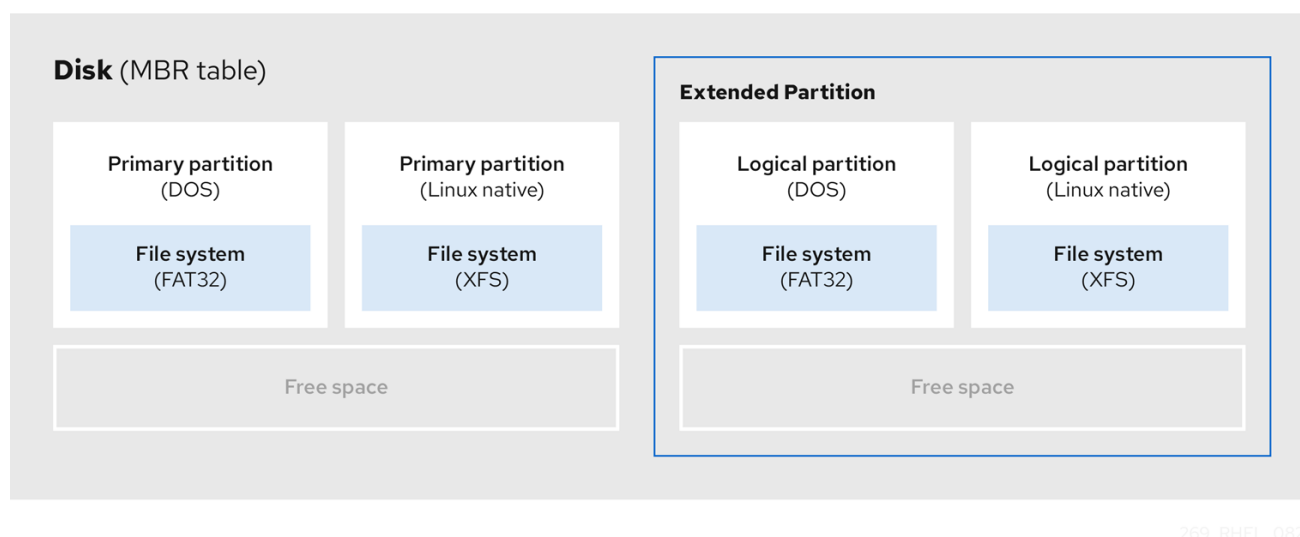 Disk (MBR table)
Primary partition
(DOS)
File system
(FAT32)
Primary partition
(Linux native)
File system
(XFS)
Free space
Extended Partition
Logical partition
(DOS)
File system
(FAT32)
Logical partition
(Linux native)
File system
(XFS)
Free space